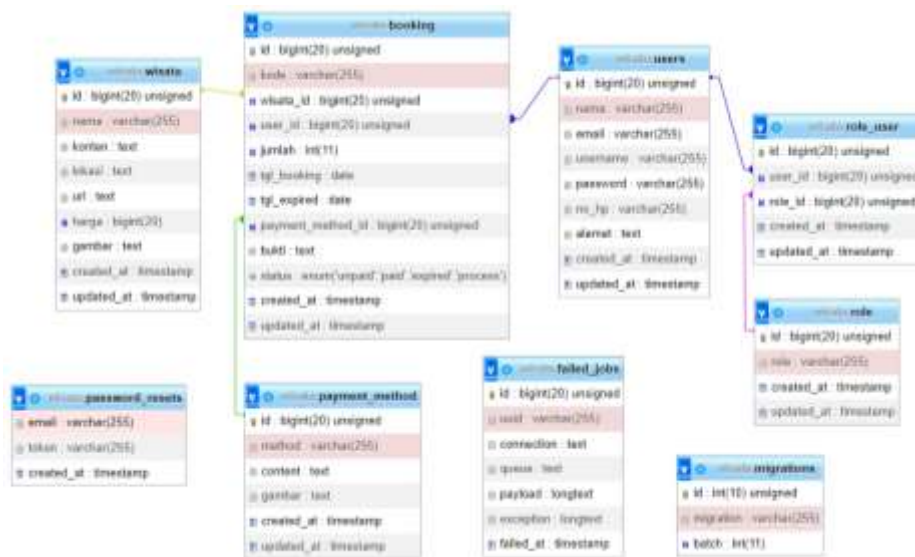 booking
id : bigint(20) unsigned
kode : varchar(255)
wisata_id : bigint(20) unsigned
user_id : bigint(20) unsigned
jumlah : int(11)
tgl_booking : date
tgl_expired : date
payment_method_id : bigint(20) unsigned
bukti : text
status : enum('unpaid','paid','expired','process')
created_at : timestamp
updated_at : timestamp
wisata
id : bigint(20) unsigned
nama : varchar(255)
konten : text
lokasi : text
url : text
harga : bigint(20)
gambar : text
created_at : timestamp
updated_at : timestamp
users
id : bigint(20) unsigned
nama : varchar(255)
email : varchar(255)
username : varchar(255)
password : varchar(255)
no_hp : varchar(255)
alamat : text
created_at : timestamp
updated_at : timestamp
role_user
id : bigint(20) unsigned
user_id : bigint(20) unsigned
role_id : bigint(20) unsigned
created_at : timestamp
updated_at : timestamp
role
id : bigint(20) unsigned
role : varchar(255)
created_at : timestamp
updated_at : timestamp
password_resets
email : varchar(255)
token : varchar(255)
created_at : timestamp
payment_method
id : bigint(20) unsigned
method : varchar(255)
content : text
gambar : text
created_at : timestamp
updated_at : timestamp
failed_jobs
id : bigint(20) unsigned
uuid : varchar(255)
connection : text
queue : text
payload : longtext
exception : longtext
failed_at : timestamp
migrations
id : int(10) unsigned
migration : varchar(255)
batch : int(11)